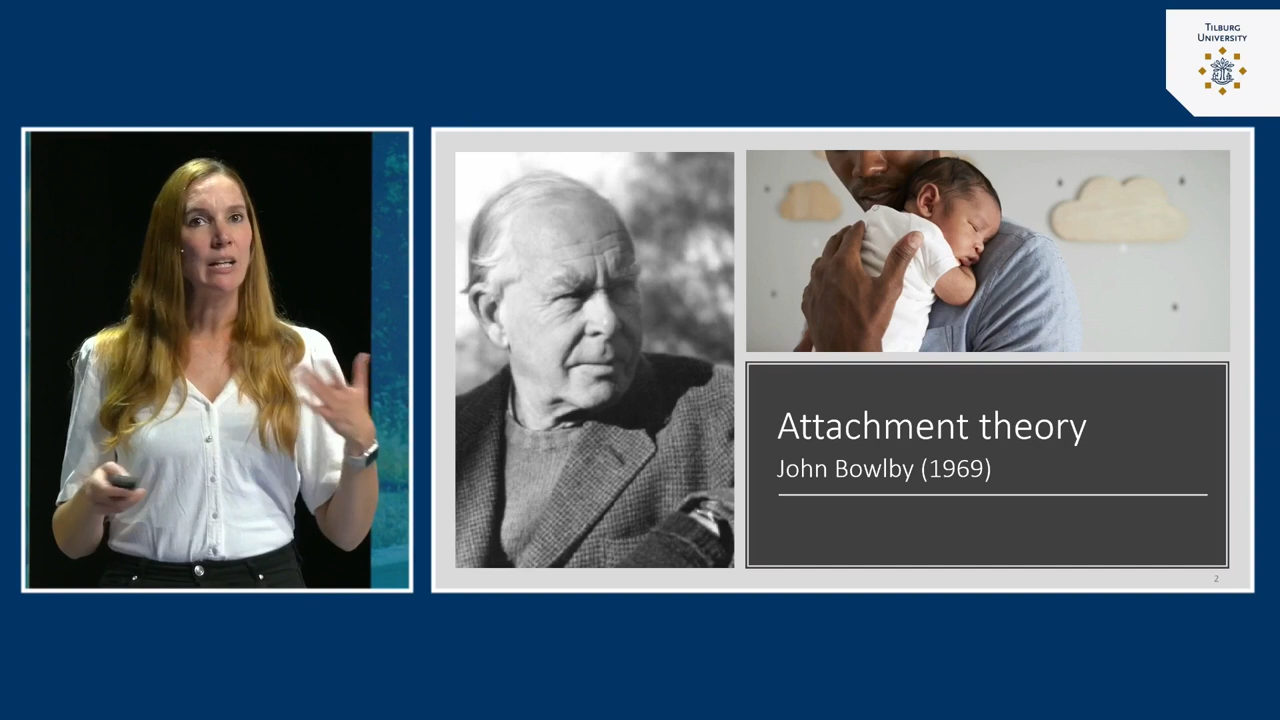 TILBURG
UNIVERSITY
Attachment theory
John Bowlby (1969)
2